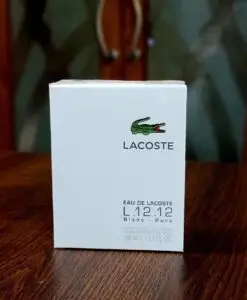 LACOSTE
EAU DE LACOSTE
L.12.12
Blanc - Pure